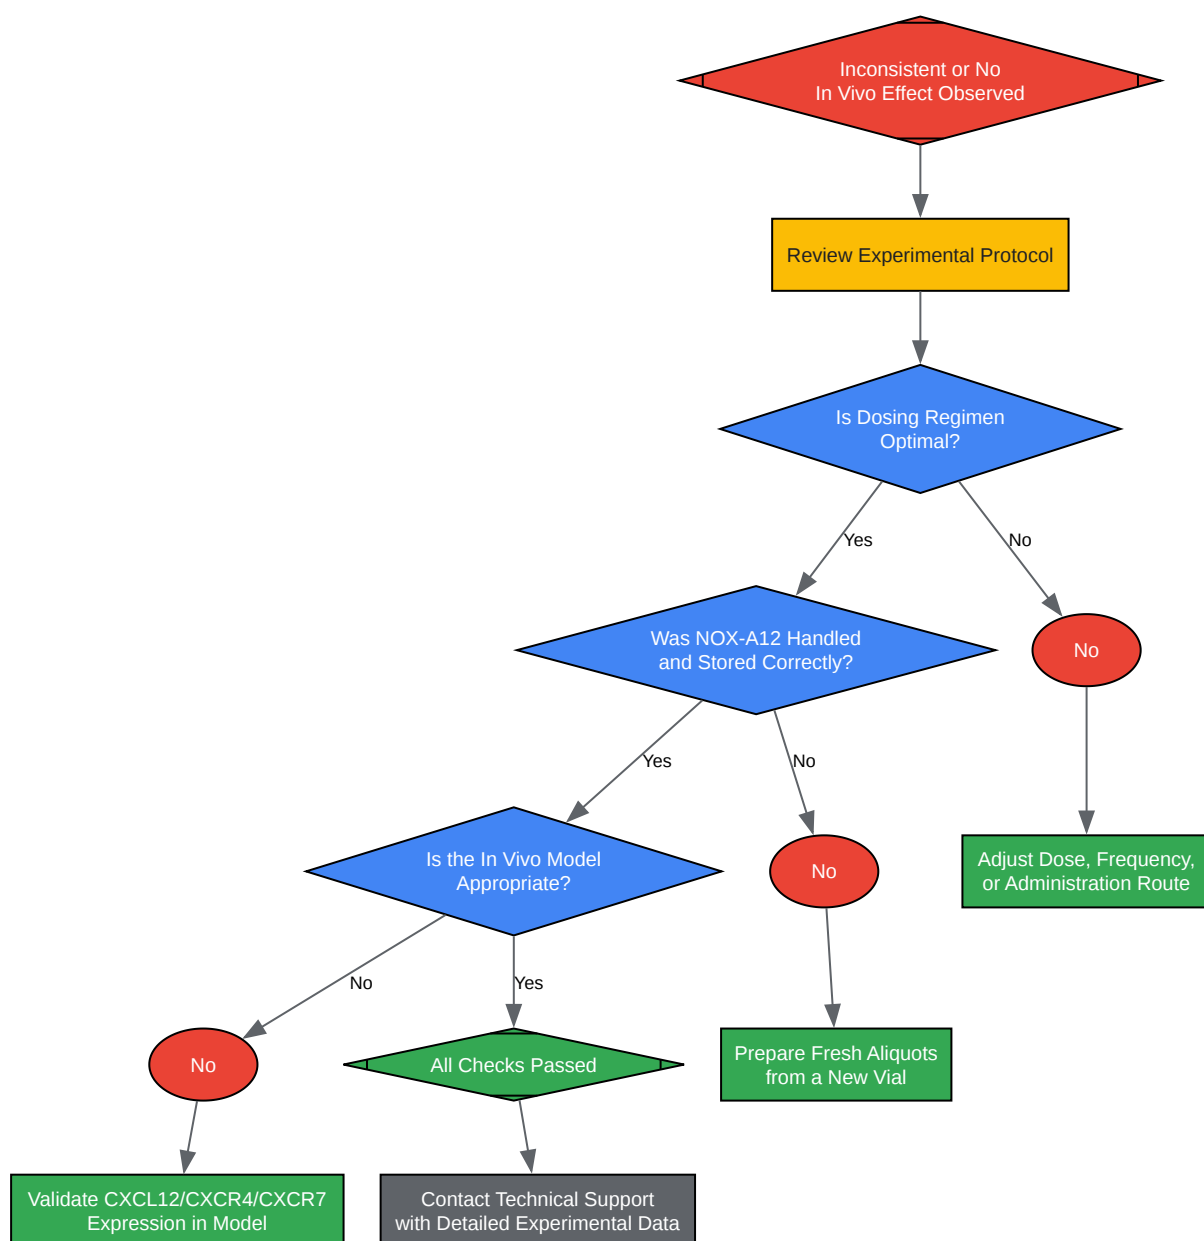 Inconsistent or No
In Vivo Effect Observed
Review Experimental Protocol
Is Dosing Regimen
Optimal?
Yes
No
Was NOX-A12 Handled
and Stored Correctly?
No
Yes
No
Is the In Vivo Model
Appropriate?
No
Adjust Dose, Frequency,
or Administration Route
No
Yes
No
All Checks Passed
Prepare Fresh Aliquots
from a New Vial
Validate CXCL12/CXCR4/CXCR7
Expression in Model
Contact Technical Support
with Detailed Experimental Data